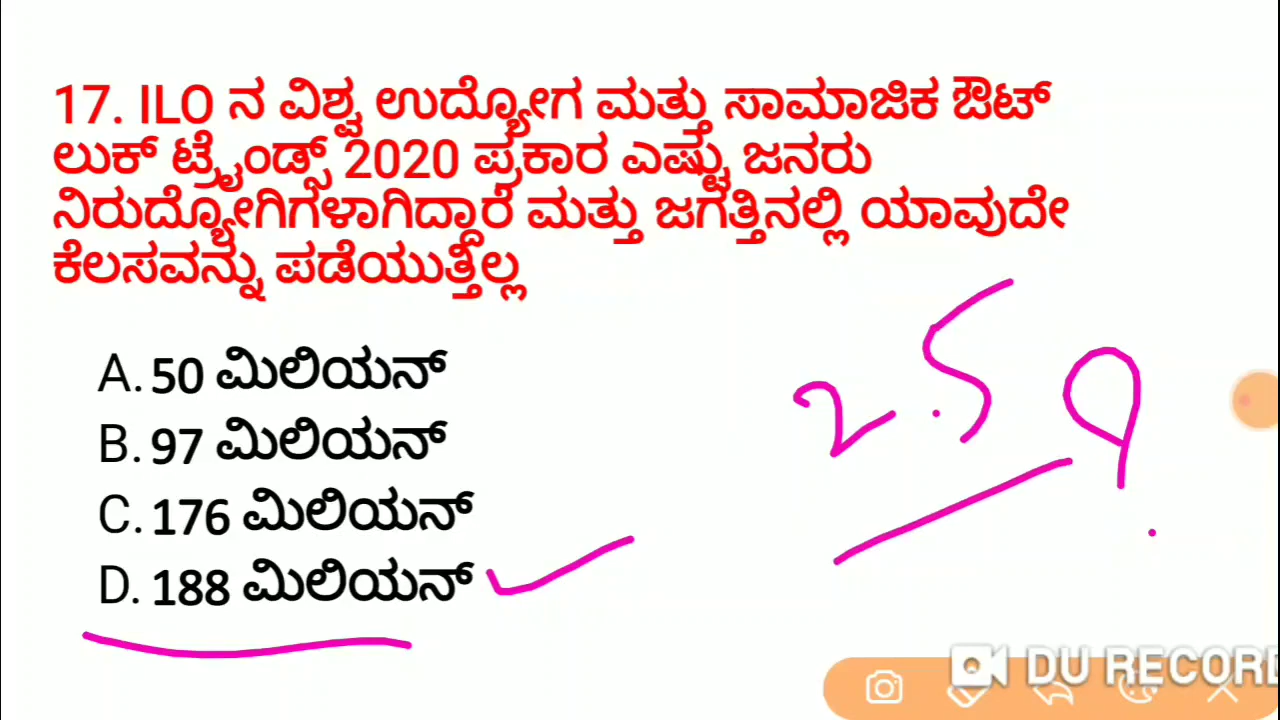 17. ILO ನ ವಿಶ್ವ ಉದ್ಯೋಗ ಮತ್ತು ಸಾಮಾಜಿಕ ಔಟ್
ಲುಕ್ ಟ್ರೈಂಡ್ಸ್ 2020 ಪ್ರಕಾರ ಎಷ್ಟು ಜನರು
ನಿರುದ್ಯೋಗಿಗಳಾಗಿದ್ದಾರೆ ಮತ್ತು ಜಗತ್ತಿನಲ್ಲಿ ಯಾವುದೇ
ಕೆಲಸವನ್ನು ಪಡೆಯುತ್ತಿಲ್ಲ
A. 50 ಮಿಲಿಯನ್
B. 97 ಮಿಲಿಯನ್
C. 176 ಮಿಲಿಯನ್
D. 188 ಮಿಲಿಯನ್
2.5
DU RECORD